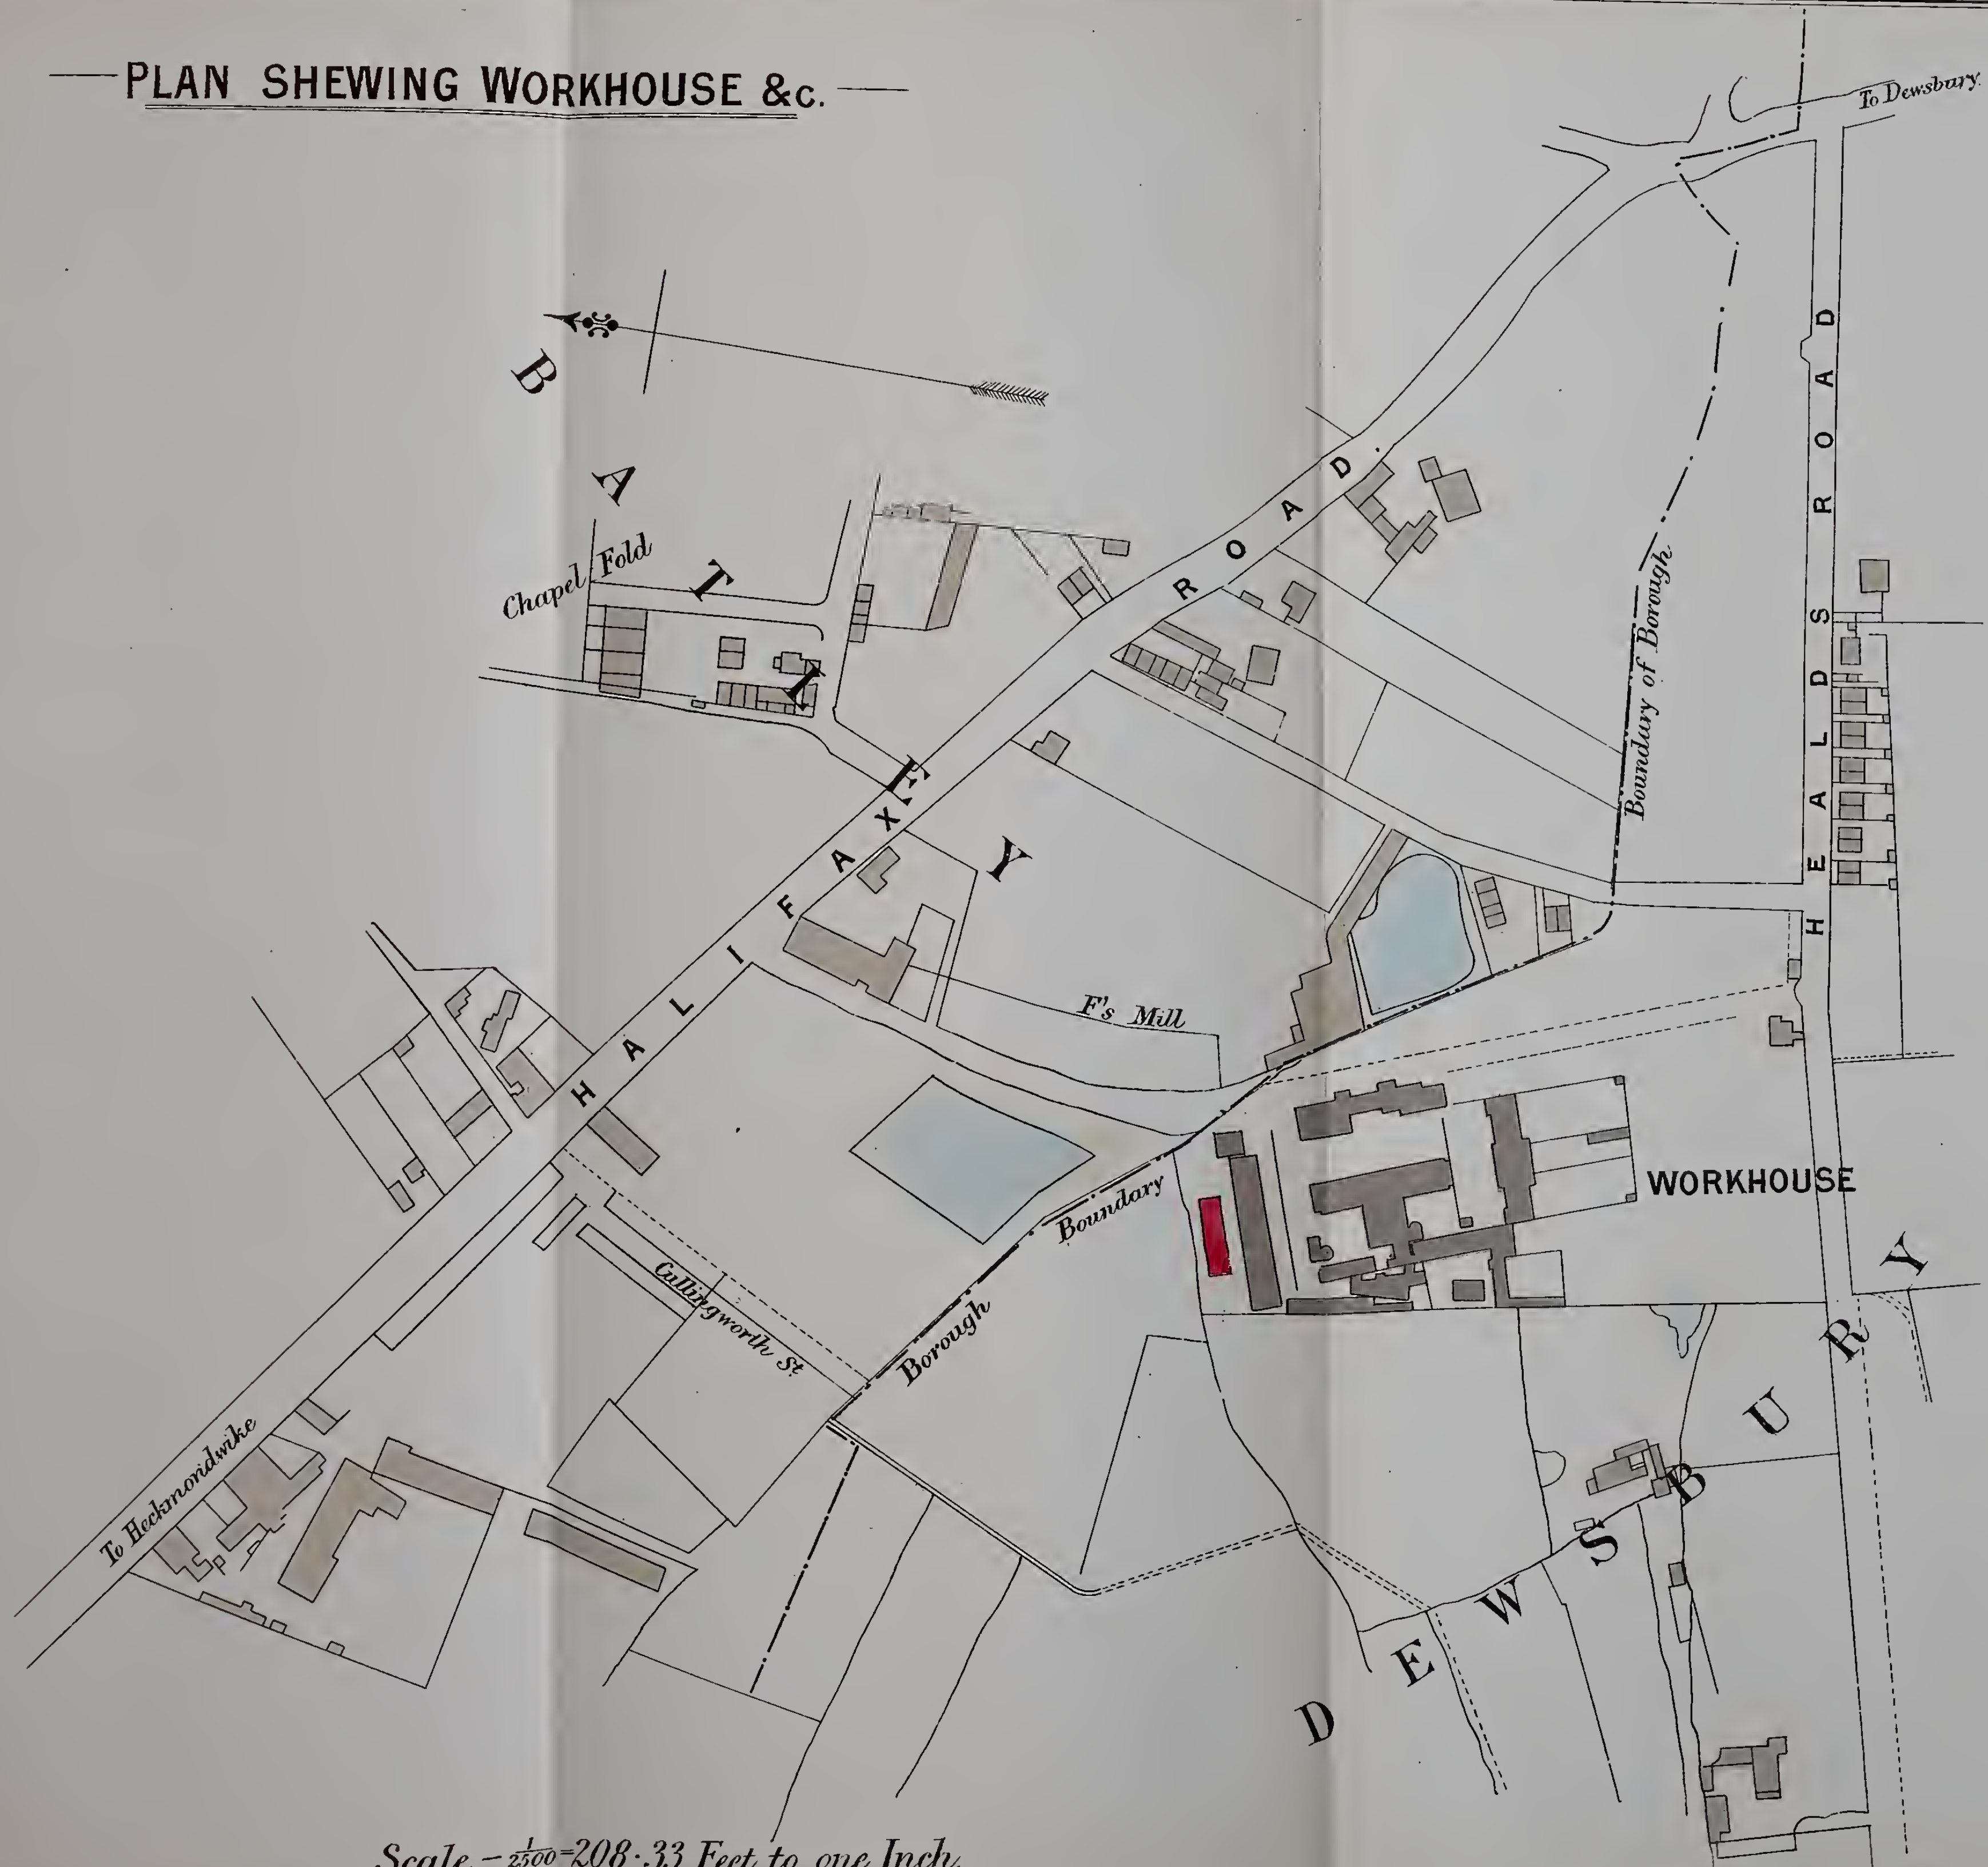 PLAN SHEWING WORKHOUSE &c.
To Dewsbury.
BATLEY
Chapel Fold
HALIFAX ROAD.
HEALDS ROAD
Boundary of Borough
F's Mill
WORKHOUSE
Borough Boundary
Cullingworth St.
To Heckmondwike
DEWSBURY
Scale – 1/2500 = 208·33 Feet to one Inch.